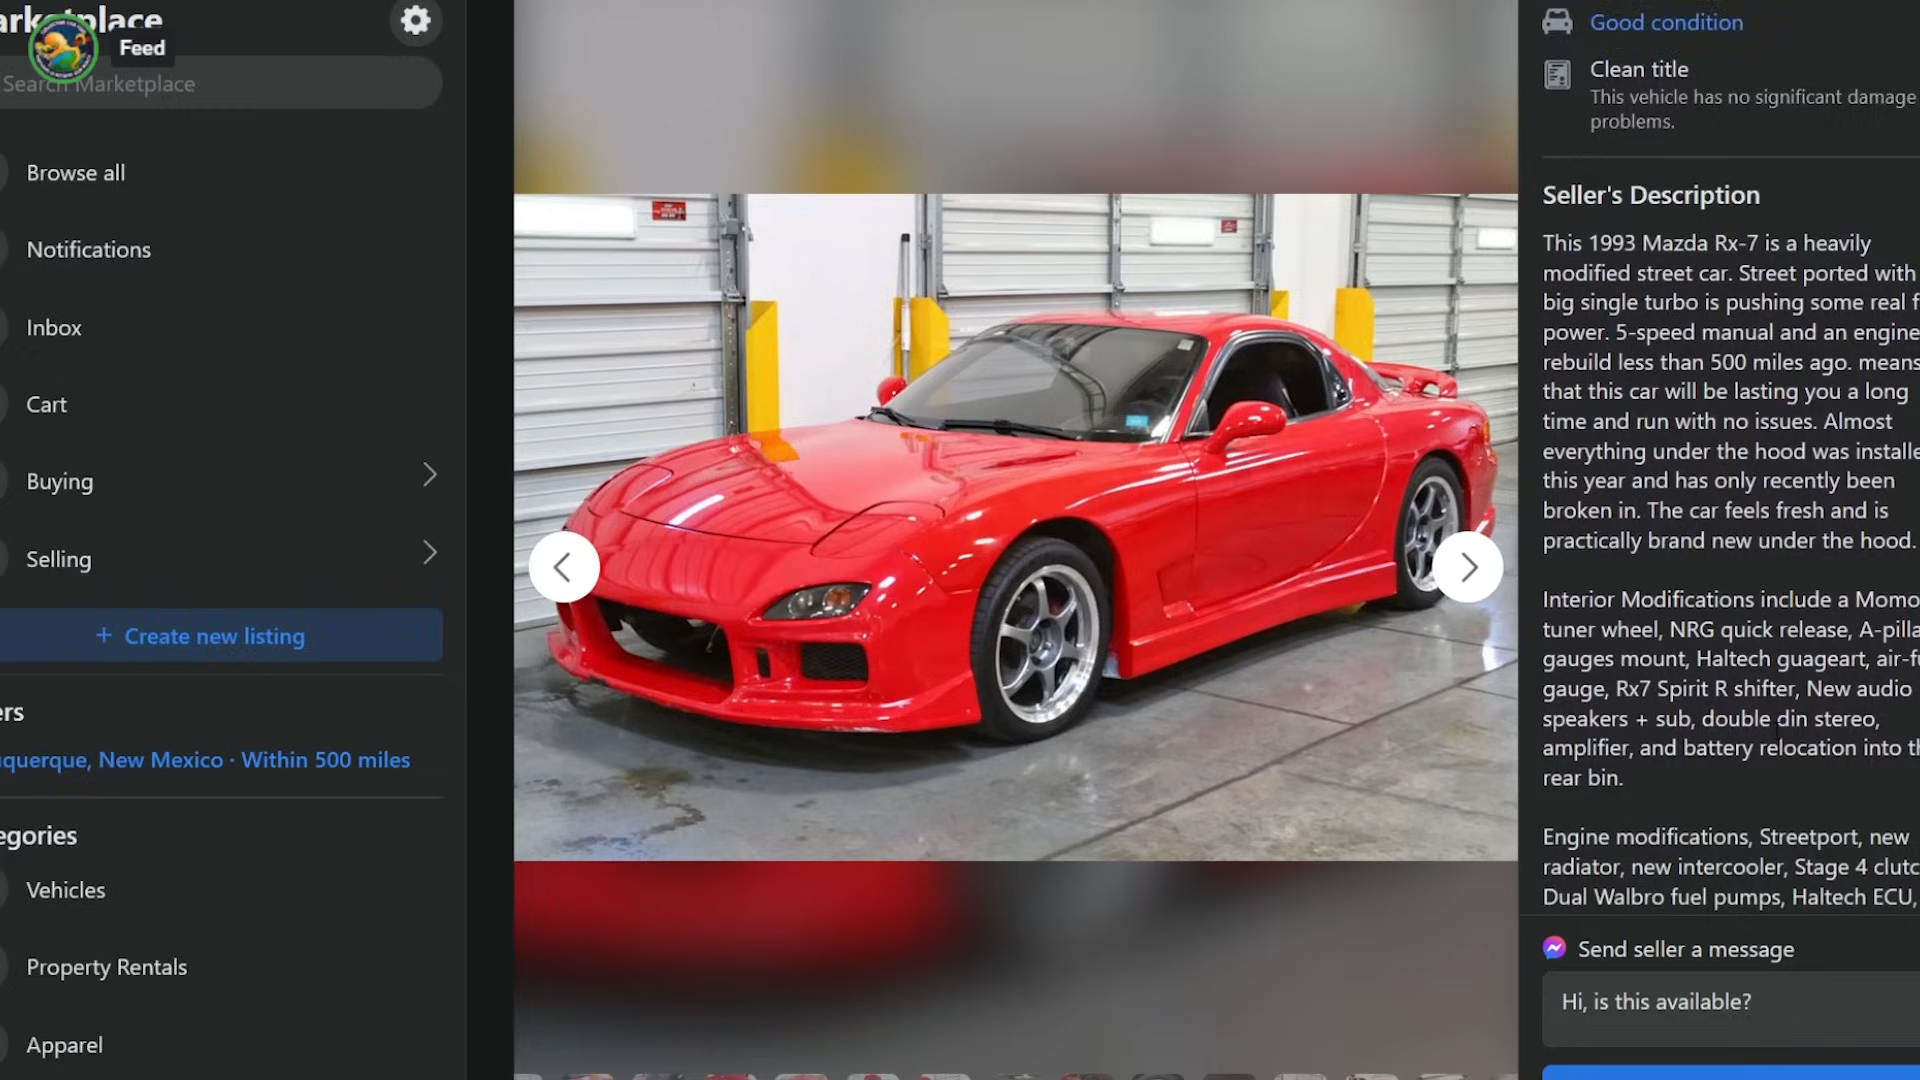 arketplace
Feed
Search Marketplace
Browse all
Notifications
Inbox
Cart
Buying
Selling
+ Create new listing
ers
querque, New Mexico · Within 500 miles
egories
Vehicles
Property Rentals
Apparel
Good condition
Clean title
This vehicle has no significant damage
problems.
Seller's Description
This 1993 Mazda Rx-7 is a heavily
modified street car. Street ported with
big single turbo is pushing some real f
power. 5-speed manual and an engine
rebuild less than 500 miles ago. means
that this car will be lasting you a long
time and run with no issues. Almost
everything under the hood was installe
this year and has only recently been
broken in. The car feels fresh and is
practically brand new under the hood.
Interior Modifications include a Momo
tuner wheel, NRG quick release, A-pilla
gauges mount, Haltech guageart, air-fu
gauge, Rx7 Spirit R shifter, New audio
speakers + sub, double din stereo,
amplifier, and battery relocation into th
rear bin.
Engine modifications, Streetport, new
radiator, new intercooler, Stage 4 clutc
Dual Walbro fuel pumps, Haltech ECU,
Send seller a message
Hi, is this available?